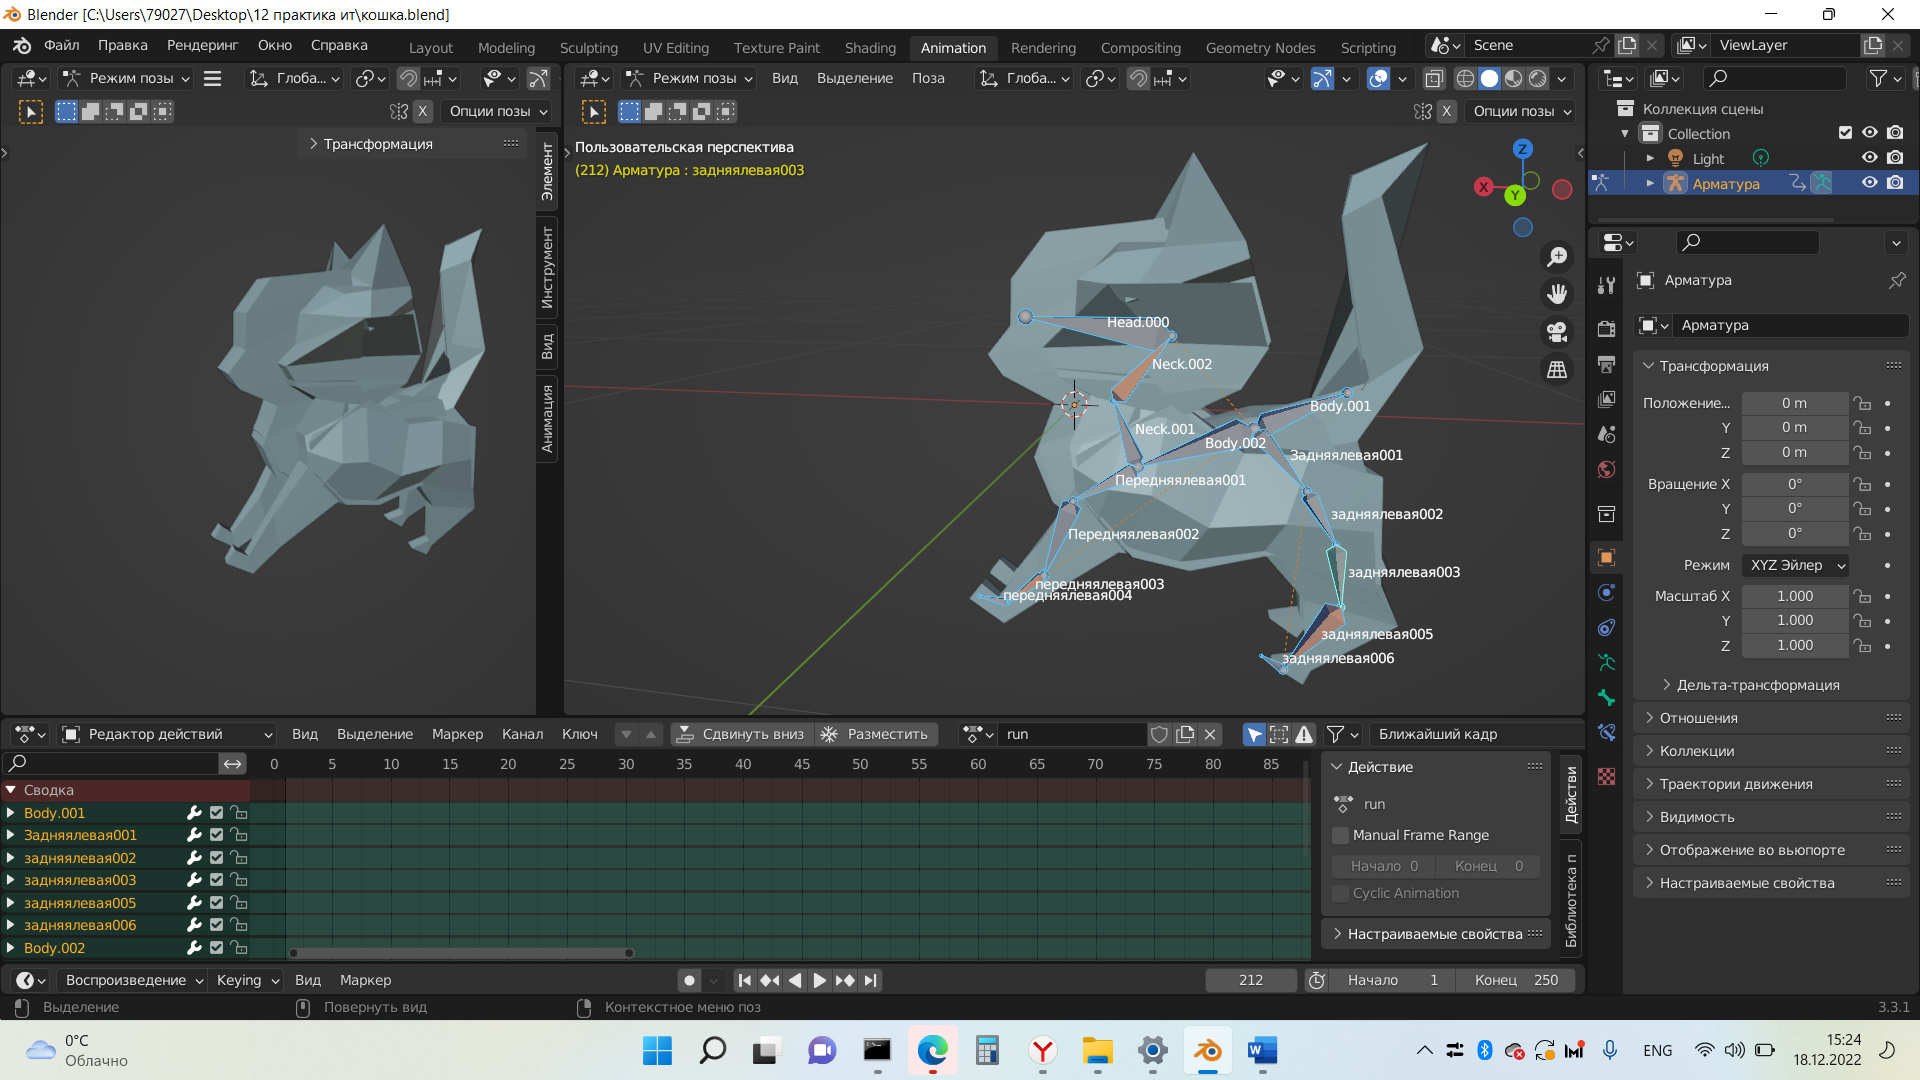 Blender [C:\Users\79027\Desktop\12 практика ит\кошка.blend]
Файл Правка Рендеринг Окно Справка Layout Modeling Sculpting UV Editing Texture Paint Shading Animation Rendering Compositing Geometry Nodes Scripting Scene ViewLayer
Режим позы Глоба... Режим позы Вид Выделение Поза Глоба...
X Опции позы X Опции позы
Трансформация
Элемент
Инструмент
Вид
Анимация
Пользовательская перспектива
(212) Арматура : задняялевая003
Z
X
Y
Head.000
Neck.002
Body.001
Neck.001
Body.002
Задняялевая001
Передняялевая001
задняялевая002
Передняялевая002
задняялевая003
передняялевая003
передняялевая004
задняялевая005
задняялевая006
Коллекция сцены
Collection
Light
Арматура
Арматура
Арматура
Трансформация
Положение... 0 m
Y 0 m
Z 0 m
Вращение X 0°
Y 0°
Z 0°
Режим XYZ Эйлер
Масштаб X 1.000
Y 1.000
Z 1.000
Дельта-трансформация
Отношения
Коллекции
Траектории движения
Видимость
Отображение во вьюпорте
Настраиваемые свойства
Редактор действий Вид Выделение Маркер Канал Ключ Сдвинуть вниз Разместить run Ближайший кадр
0 5 10 15 20 25 30 35 40 45 50 55 60 65 70 75 80 85
Сводка
Body.001
Задняялевая001
задняялевая002
задняялевая003
задняялевая005
задняялевая006
Body.002
Действие
run
Manual Frame Range
Начало 0 Конец 0
Cyclic Animation
Настраиваемые свойства
Действи
Библиотека п
Воспроизведение Keying Вид Маркер 212 Начало 1 Конец 250
Выделение Повернуть вид Контекстное меню поз 3.3.1
0°C
Облачно
ENG
15:24
18.12.2022